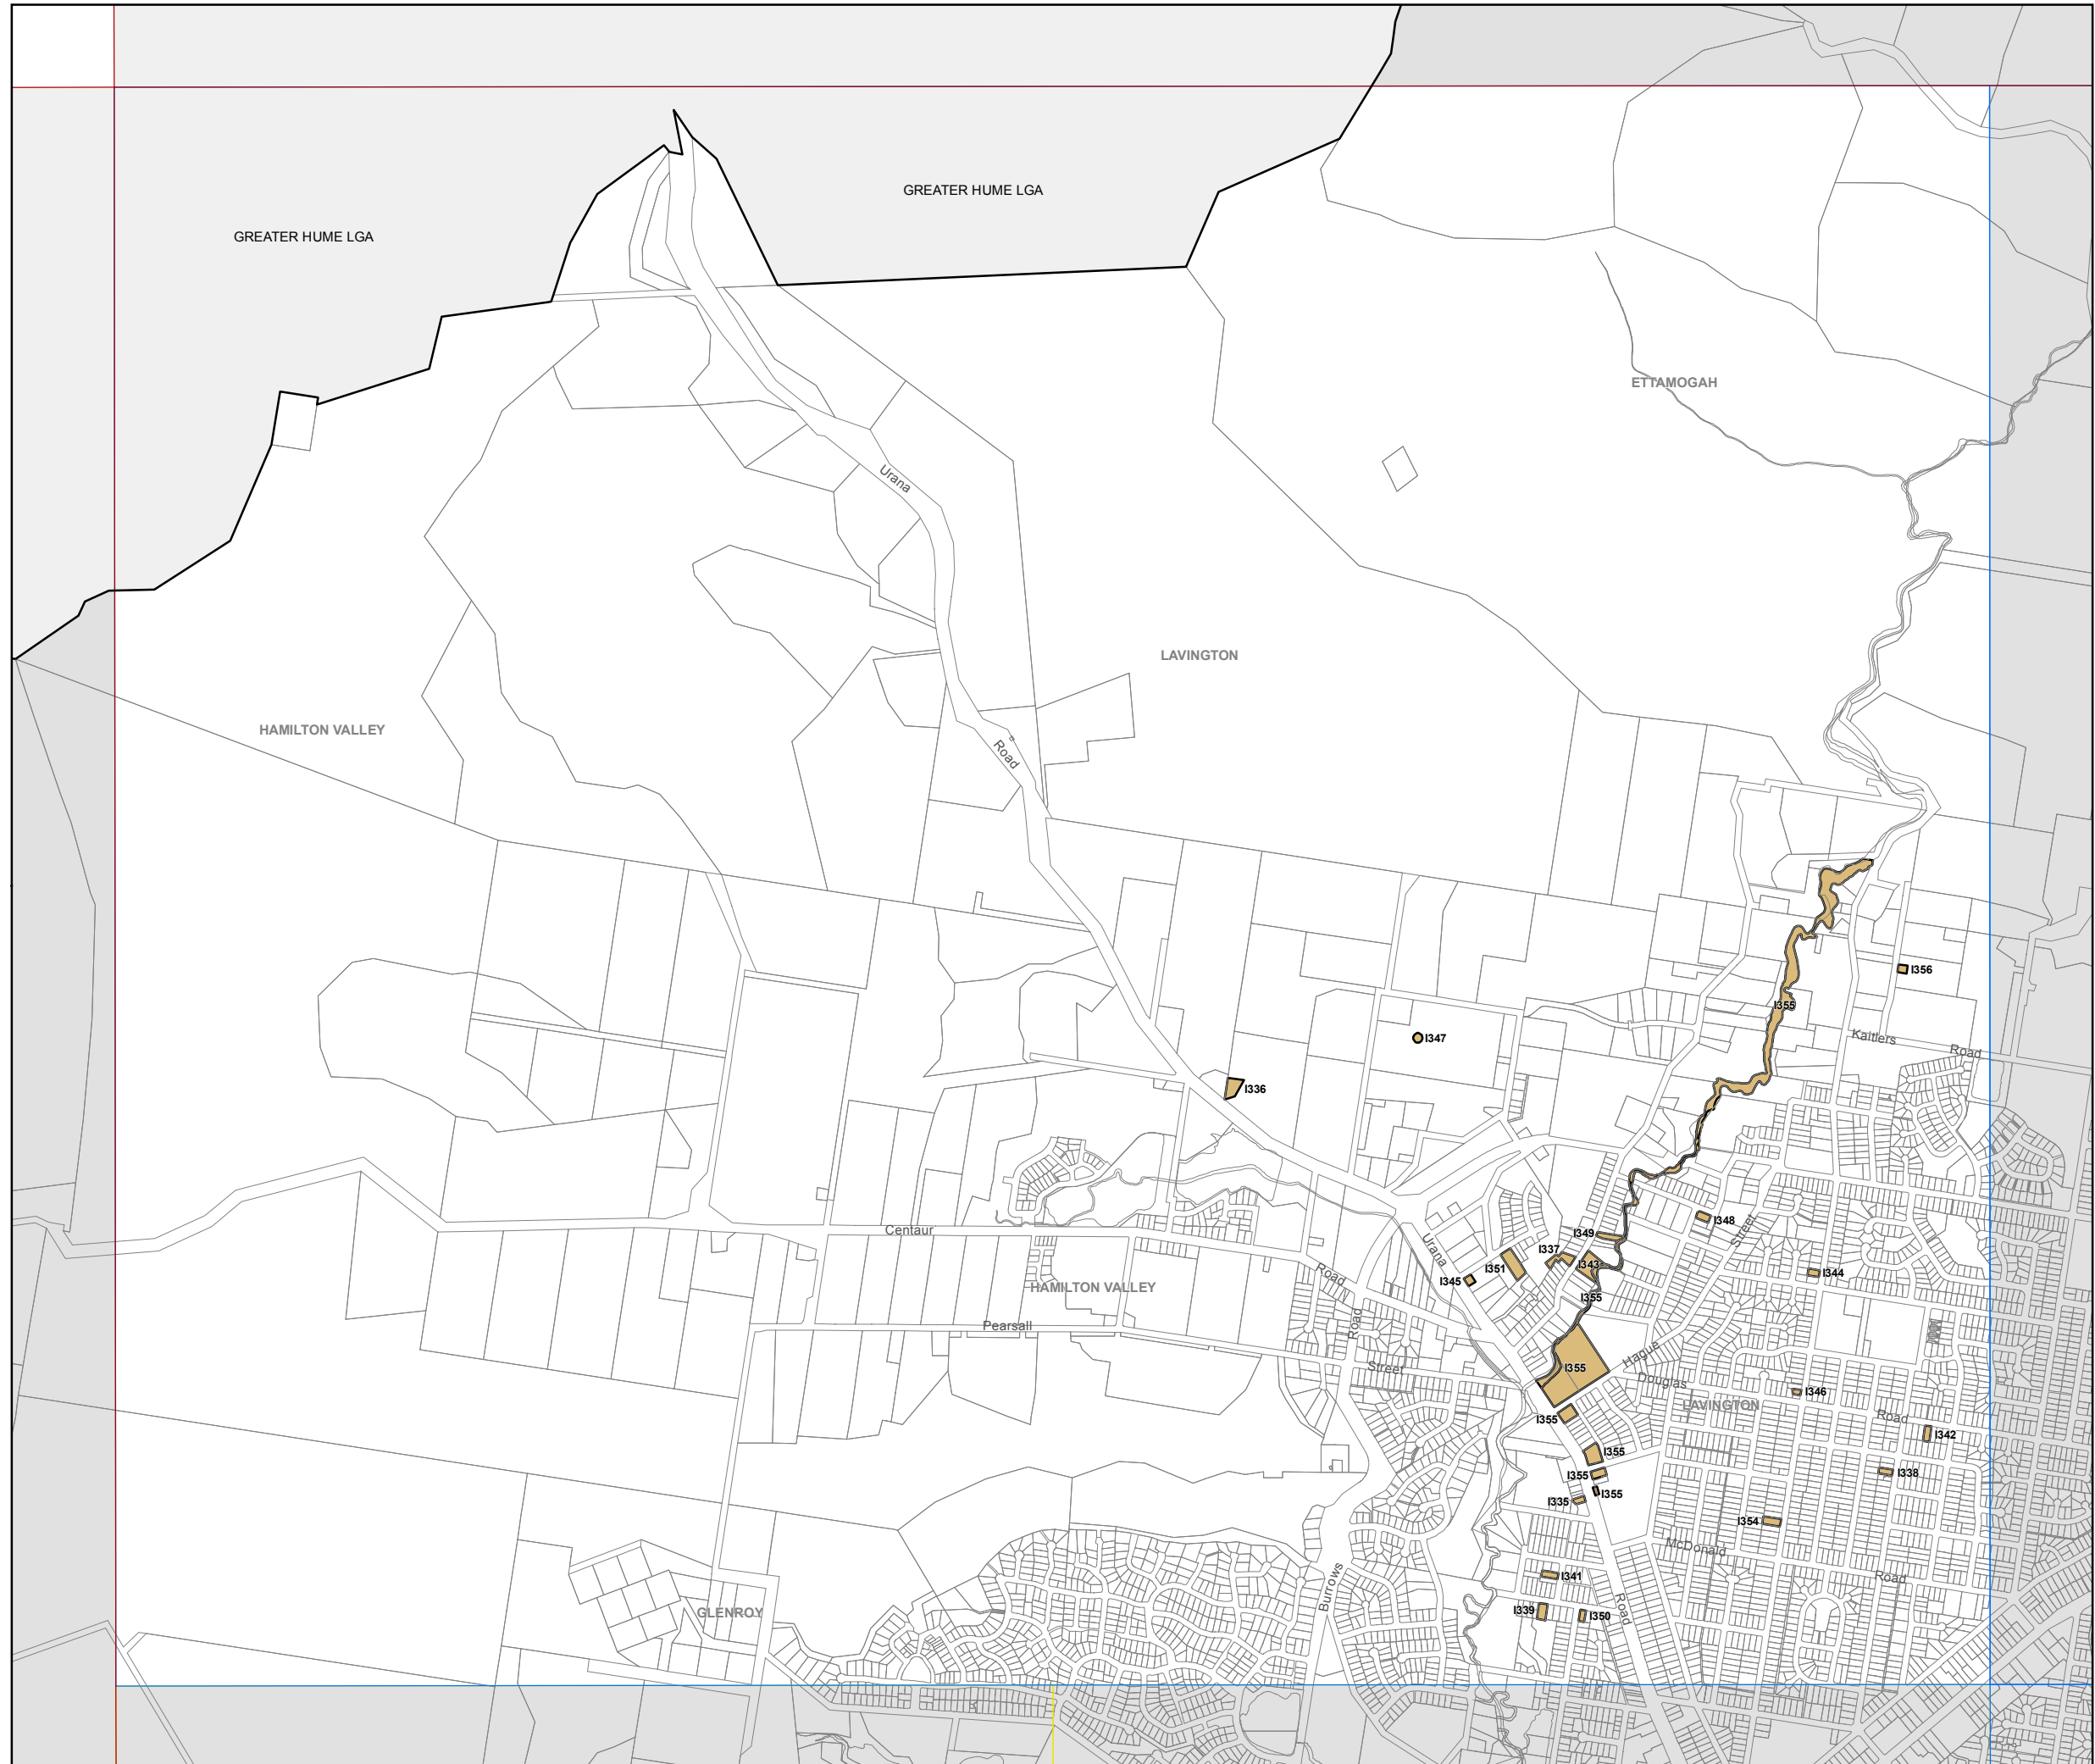 GREATER HUME LGA
GREATER HUME LGA
ETTAMOGAH
Urana
LAVINGTON
HAMILTON VALLEY
Road
I356
I355
Kaitlers
Road
I347
I336
I348
Street
Centaur
I349
Urana
I337
I343
I351
I345
Road
I344
HAMILTON VALLEY
I355
Pearsall
Road
Hague
I355
Street
Douglas
I346
LAVINGTON
Road
I355
I342
I355
I338
I355
I355
I335
I354
McDonald
I341
Road
Burrows
Road
GLENROY
I339
I350